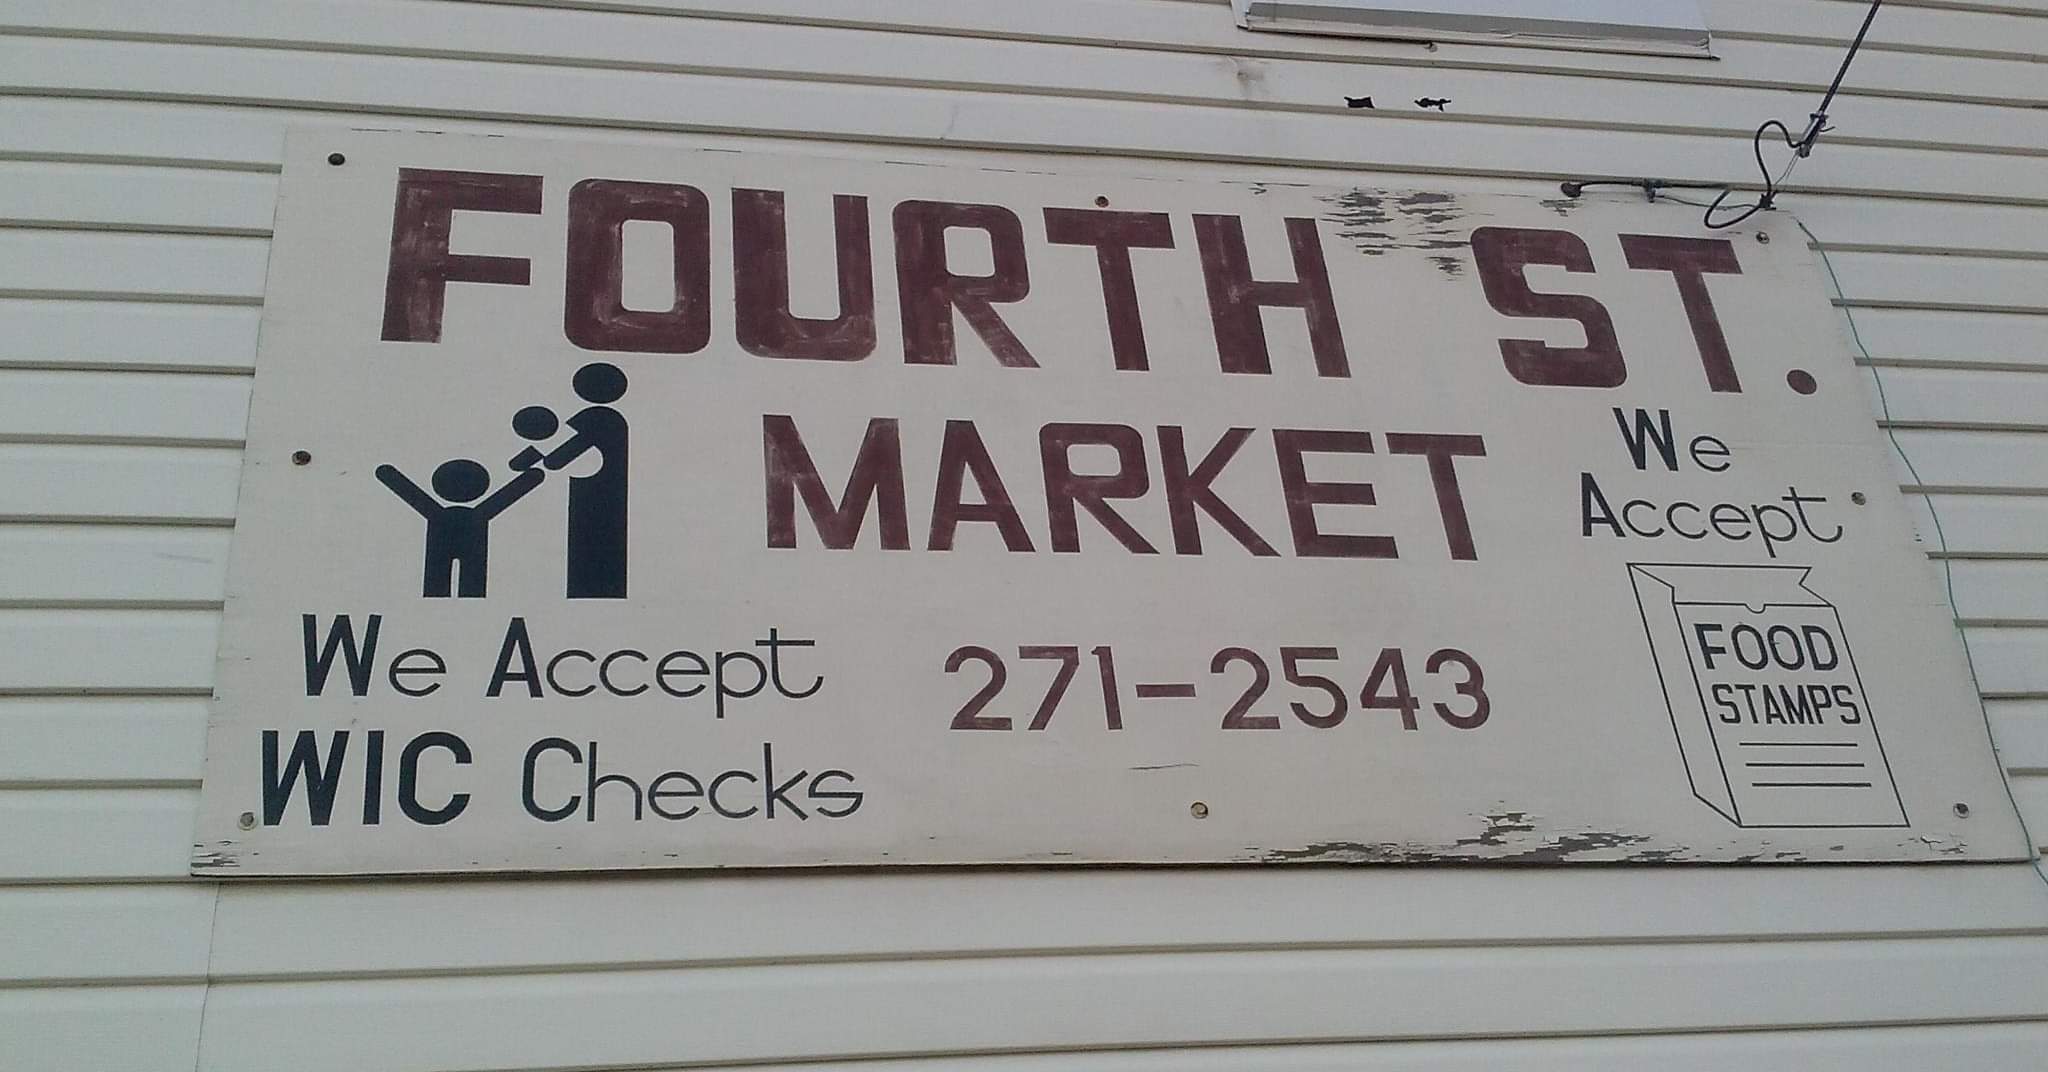 FOURTH ST.
MARKET
We Accept
WIC Checks
271-2543
We
Accept
FOOD
STAMPS